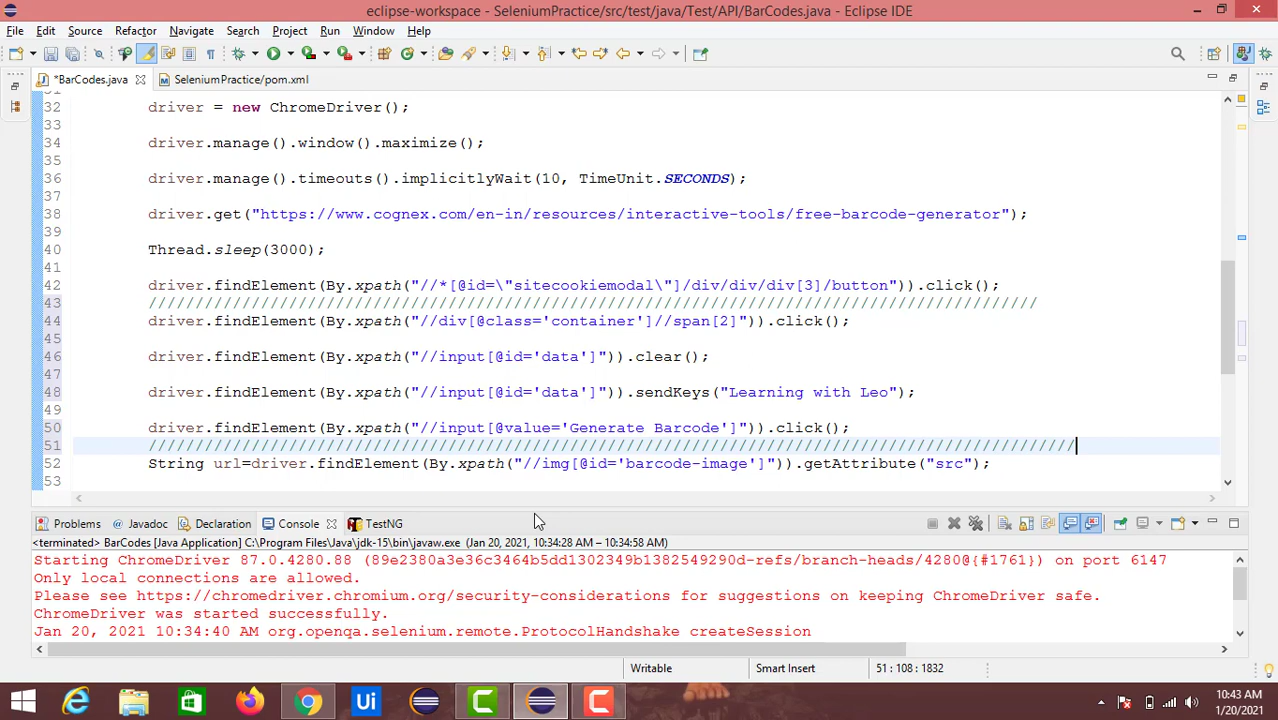 eclipse-workspace - SeleniumPractice/src/test/java/Test/API/BarCodes.java - Eclipse IDE
File Edit Source Refactor Navigate Search Project Run Window Help
*BarCodes.java SeleniumPractice/pom.xml
32 driver = new ChromeDriver();
33
34 driver.manage().window().maximize();
35
36 driver.manage().timeouts().implicitlyWait(10, TimeUnit.SECONDS);
37
38 driver.get("https://www.cognex.com/en-in/resources/interactive-tools/free-barcode-generator");
39
40 Thread.sleep(3000);
41
42 driver.findElement(By.xpath("//*[@id=\"sitecookiemodal\"]/div/div/div[3]/button")).click();
43 ///////////////////////////////////////////////////////////////////////////////////////////////
44 driver.findElement(By.xpath("//div[@class='container']//span[2]")).click();
45
46 driver.findElement(By.xpath("//input[@id='data']")).clear();
47
48 driver.findElement(By.xpath("//input[@id='data']")).sendKeys("Learning with Leo");
49
50 driver.findElement(By.xpath("//input[@value='Generate Barcode']")).click();
51 ///////////////////////////////////////////////////////////////////////////////////////////////////
52 String url=driver.findElement(By.xpath("//img[@id='barcode-image']")).getAttribute("src");
53
Problems Javadoc Declaration Console TestNG
<terminated> BarCodes [Java Application] C:\Program Files\Java\jdk-15\bin\javaw.exe (Jan 20, 2021, 10:34:28 AM – 10:34:58 AM)
Starting ChromeDriver 87.0.4280.88 (89e2380a3e36c3464b5dd1302349b1382549290d-refs/branch-heads/4280@{#1761}) on port 6147
Only local connections are allowed.
Please see https://chromedriver.chromium.org/security-considerations for suggestions on keeping ChromeDriver safe.
ChromeDriver was started successfully.
Jan 20, 2021 10:34:40 AM org.openqa.selenium.remote.ProtocolHandshake createSession
Writable Smart Insert 51 : 108 : 1832
Ui
10:43 AM
1/20/2021